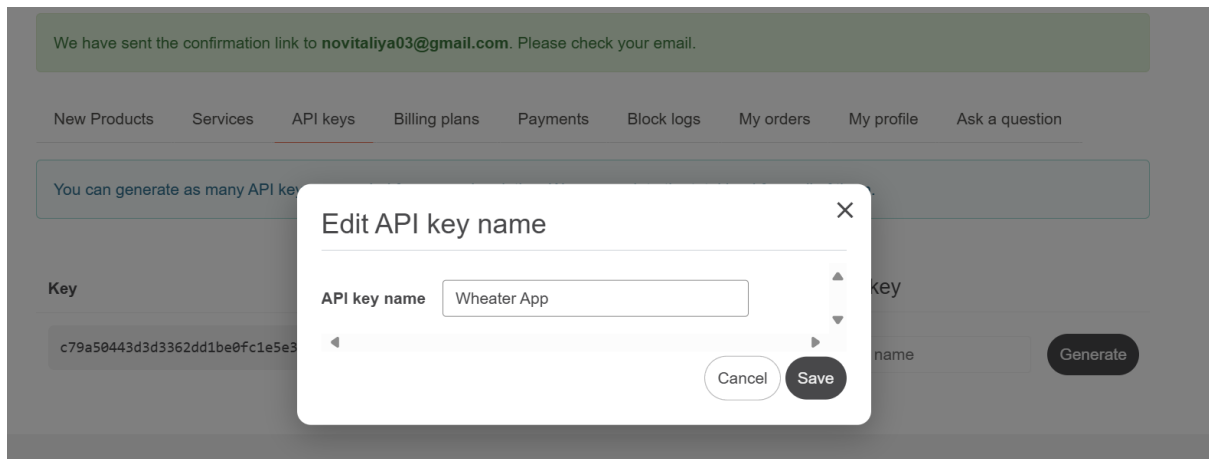 We have sent the confirmation link to novitaliya03@gmail.com. Please check your email.
New Products Services API keys Billing plans Payments Block logs My orders My profile Ask a question
You can generate as many API
Edit API key name
Key
key
API key name Wheater App
c79a50443d3d3362dd1be0fc1e5e3
name Generate
Cancel Save